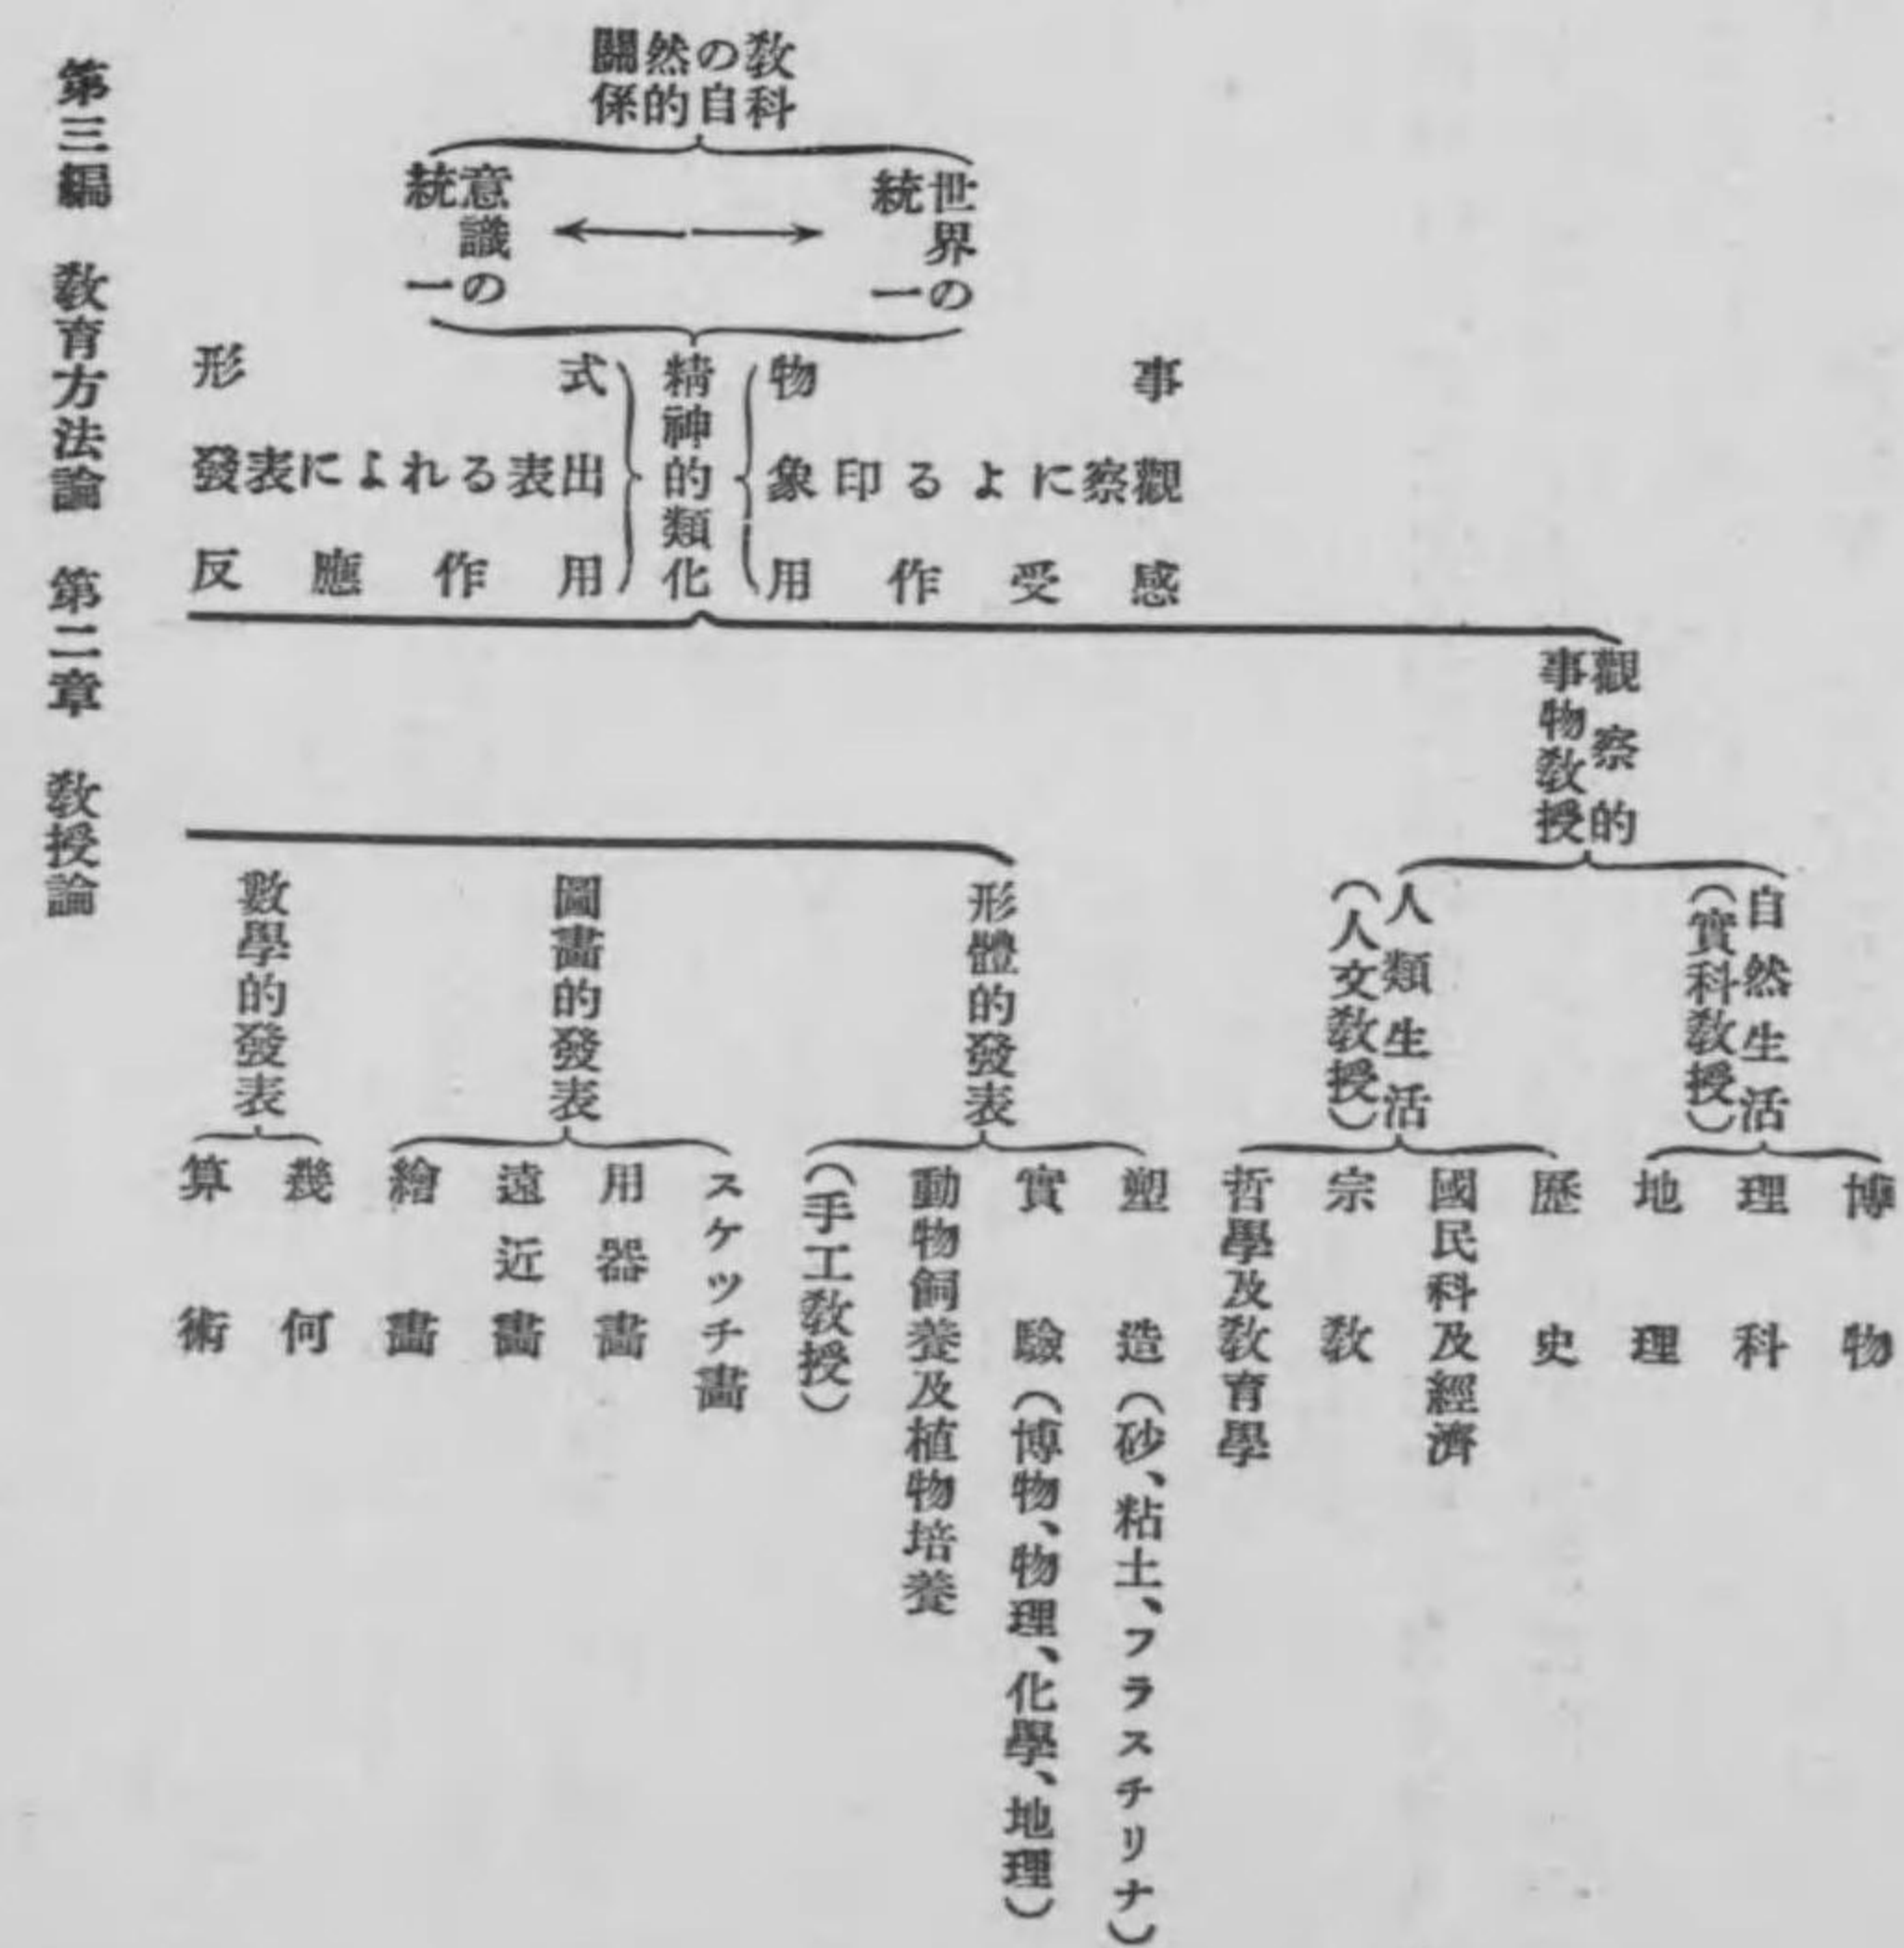 教科
の自
然的
關係
世界の
統一
意識の
統一
事物
觀察による印象
感受作用
精神的類化
形式
發表によれる表出
反應作用
觀察的
事物教授
自然生活
（實科教授）
博物
理科
地理
人類生活
（人文教授）
歷史
國民科及經濟
宗教
哲學及教育學
形體的發表
塑造（砂、粘土、フラスチリナ）
實驗（博物、物理、化學、地理）
動物飼養及植物培養
（手工教授）
圖畫的發表
スケッチ畫
用器畫
遠近畫
繪畫
數學的發表
幾何
算術
第三編　教育方法論　第二章　教授論